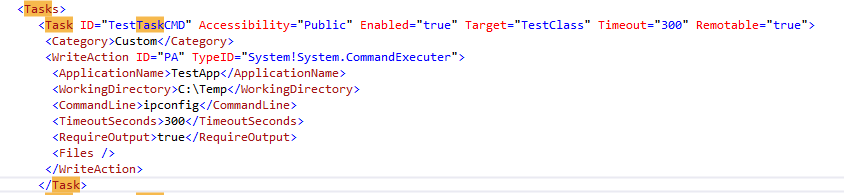 <Tasks>
<Task ID="TestTaskCMD" Accessibility="Public" Enabled="true" Target="TestClass" Timeout="300" Remotable="true">
<Category>Custom</Category>
<WriteAction ID="PA" TypeID="System!System.CommandExecuter">
<ApplicationName>TestApp</ApplicationName>
<WorkingDirectory>C:\Temp</WorkingDirectory>
<CommandLine>ipconfig</CommandLine>
<TimeoutSeconds>300</TimeoutSeconds>
<RequireOutput>true</RequireOutput>
<Files />
</WriteAction>
</Task>